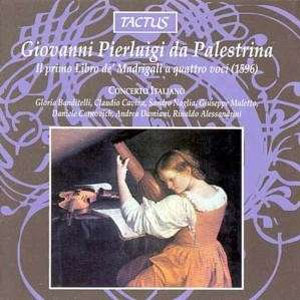 TACTUS
Giovanni Pierluigi da Palestrina
Il primo Libro de' Madrigali a quattro voci (1596)
CONCERTO ITALIANO
Gloria Banditelli, Claudio Cavina, Sandro Naglia, Giuseppe Maletto,
Daniele Carnovich, Andrea Damiani, Rinaldo Alessandrini